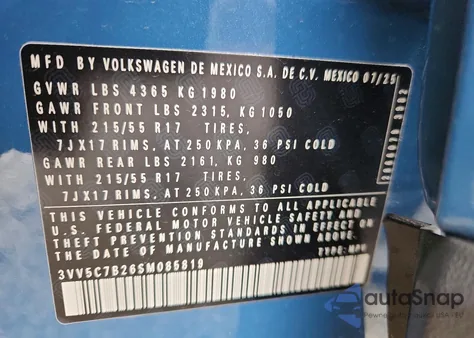 MFD BY VOLKSWAGEN DE MEXICO S.A. DE C.V. MEXICO 07/25
GVWR LBS 4365 KG 1980
GAWR FRONT LBS 2315, KG 1050
WITH 215/55 R17 TIRES,
7JX17 RIMS, AT 250 KPA, 36 PSI COLD
GAWR REAR LBS 2161, KG 980
WITH 215/55 R17 TIRES,
7JX17 RIMS, AT 250 KPA, 36 PSI COLD
THIS VEHICLE CONFORMS TO ALL APPLICABLE
U.S. FEDERAL MOTOR VEHICLE SAFETY AND
THEFT PREVENTION STANDARDS IN EFFECT ON
THE DATE OF MANUFACTURE SHOWN ABOVE.
3VV5C7B26SM085819 TYPE: MPV
autoSnap